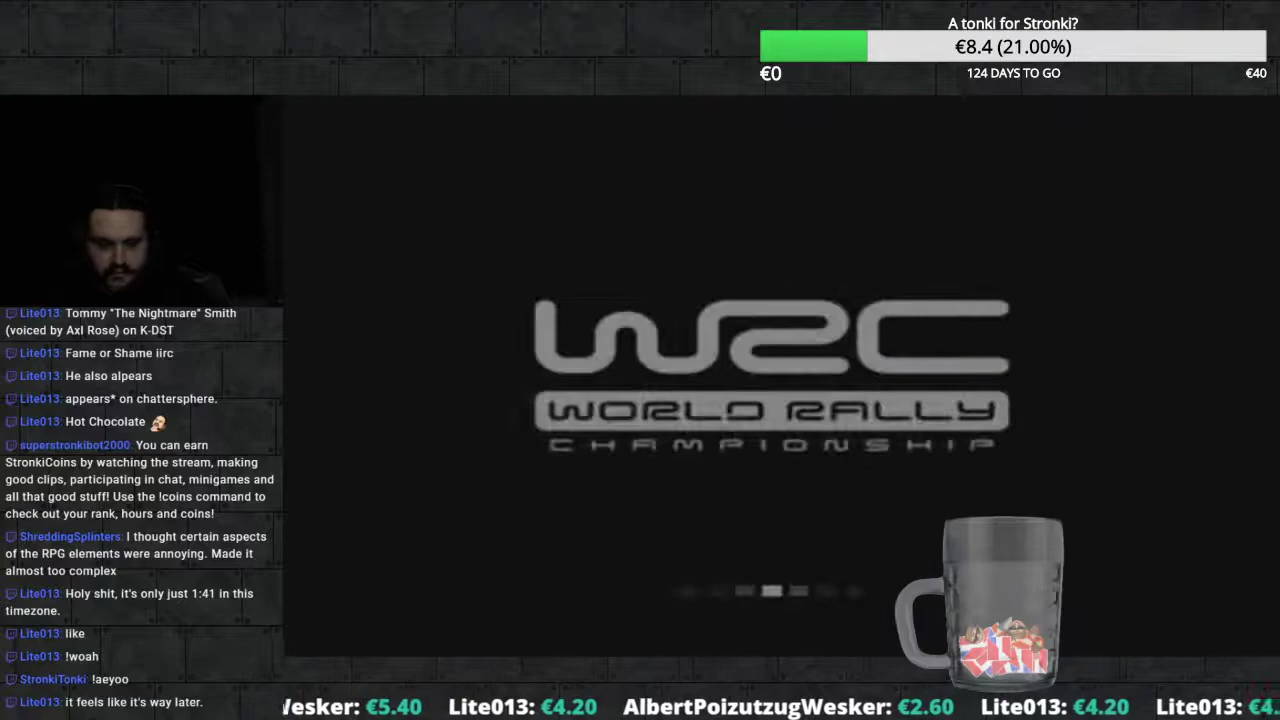 A tonki for Stronki?
€8.4 (21.00%)
€0 124 DAYS TO GO €40
WRC
WORLD RALLY
CHAMPIONSHIP
Lite013: Tommy "The Nightmare" Smith
(voiced by Axl Rose) on K-DST
Lite013: Fame or Shame iirc
Lite013: He also alpears
Lite013: appears* on chattersphere.
Lite013: Hot Chocolate
superstronkibot2000: You can earn
StronkiCoins by watching the stream, making
good clips, participating in chat, minigames and
all that good stuff! Use the !coins command to
check out your rank, hours and coins!
ShreddingSplinters: I thought certain aspects
of the RPG elements were annoying. Made it
almost too complex
Lite013: Holy shit, it's only just 1:41 in this
timezone.
Lite013: like
Lite013: !woah
StronkiTonki: !aeyoo
Lite013: it feels like it's way later.
Wesker: €5.40 Lite013: €4.20 AlbertPoizutzugWesker: €2.60 Lite013: €4.20 Lite013: €4.